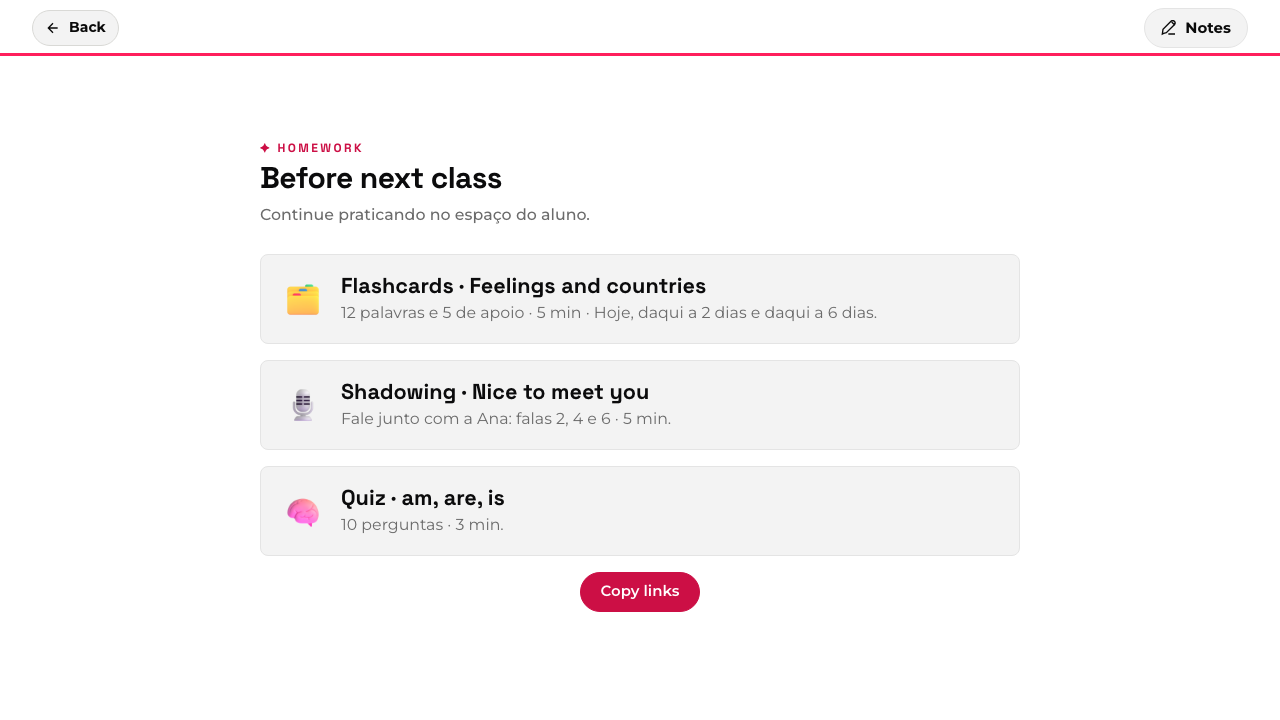 Back
Notes
HOMEWORK
Before next class
Continue praticando no espaço do aluno.
Flashcards · Feelings and countries
12 palavras e 5 de apoio · 5 min · Hoje, daqui a 2 dias e daqui a 6 dias.
Shadowing · Nice to meet you
Fale junto com a Ana: falas 2, 4 e 6 · 5 min.
Quiz · am, are, is
10 perguntas · 3 min.
Copy links